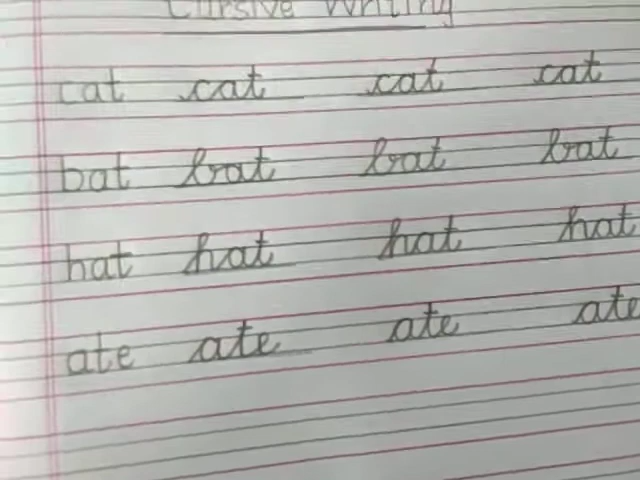 Cursive Writing
cat cat cat cat
bat bat bat bat
hat hat hat hat
ate ate ate ate